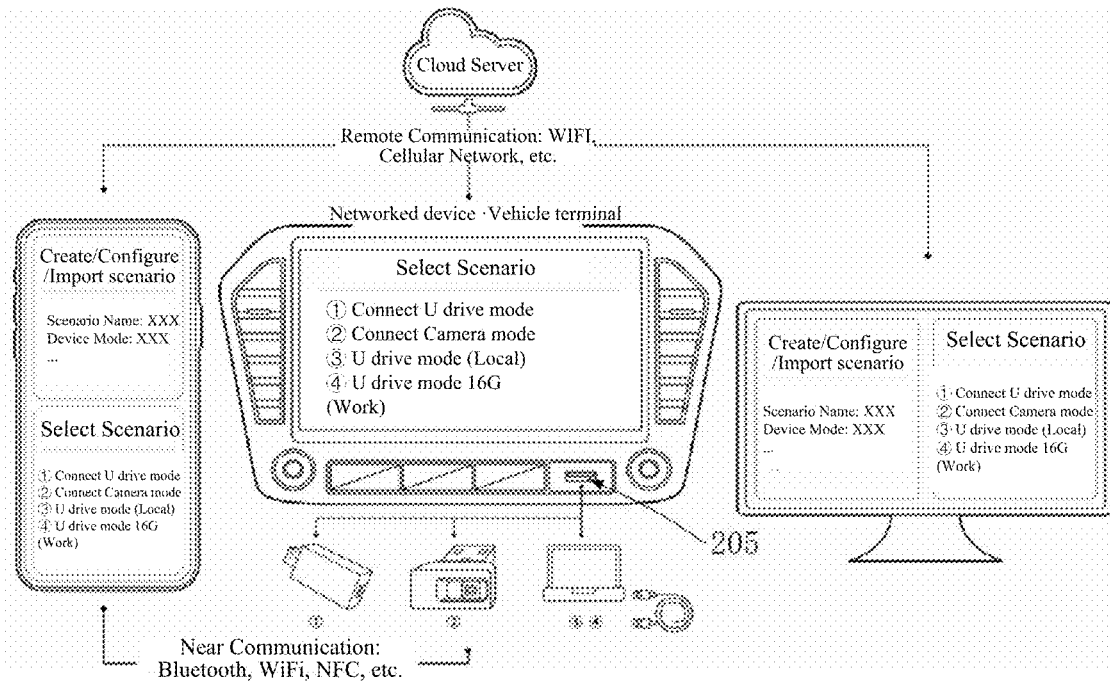 Cloud Server
Remote Communication: WIFI,
Cellular Network, etc.
Networked device ·Vehicle terminal
Create/Configure
/Import scenario
Scenario Name: XXX
Device Mode: XXX
...
Select Scenario
① Connect U drive mode
② Connect Camera mode
③ U drive mode (Local)
④ U drive mode 16G
(Work)
Select Scenario
① Connect U drive mode
② Connect Camera mode
③ U drive mode (Local)
④ U drive mode 16G
(Work)
Create/Configure
/Import scenario
Scenario Name: XXX
Device Mode: XXX
...
...
Select Scenario
① Connect U drive mode
② Connect Camera mode
③ U drive mode (Local)
④ U drive mode 16G
(Work)
205
① ② ③ ④
Near Communication:
Bluetooth, WiFi, NFC, etc.